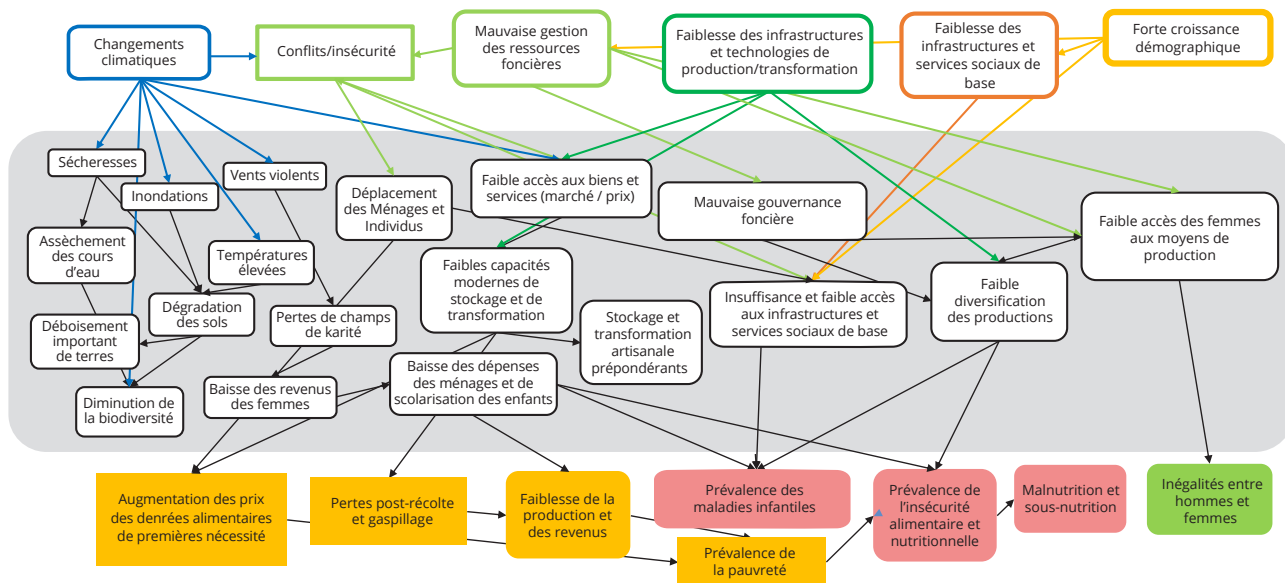 Changements
climatiques
Conflits/insécurité
Mauvaise gestion
des ressources
foncières
Faiblesse des infrastructures
et technologies de
production/transformation
Faiblesse des
infrastructures et
services sociaux de
base
Forte croissance
démographique
Sécheresses
Inondations
Vents violents
Déplacement
des Ménages et
Individus
Faible accès aux biens et
services (marché / prix)
Mauvaise gouvernance
foncière
Faible accès des femmes
aux moyens de
production
Assèchement
des cours
d'eau
Températures
élevées
Faibles capacités
modernes de
stockage et de
transformation
Insuffisance et faible accès
aux infrastructures et
services sociaux de base
Faible
diversification
des productions
Dégradation
des sols
Pertes de champs
de karité
Stockage et
transformation
artisanale
prépondérants
Déboisement
important
de terres
Baisse des revenus
des femmes
Baisse des dépenses
des ménages et de
scolarisation des enfants
Diminution de
la biodiversité
Augmentation des prix
des denrées alimentaires
de premières nécessité
Pertes post-récolte
et gaspillage
Faiblesse de la
production et
des revenus
Prévalence des
maladies infantiles
Prévalence de
l'insécurité
alimentaire et
nutritionnelle
Malnutrition et
sous-nutrition
Inégalités entre
hommes et
femmes
Prévalence de
la pauvreté